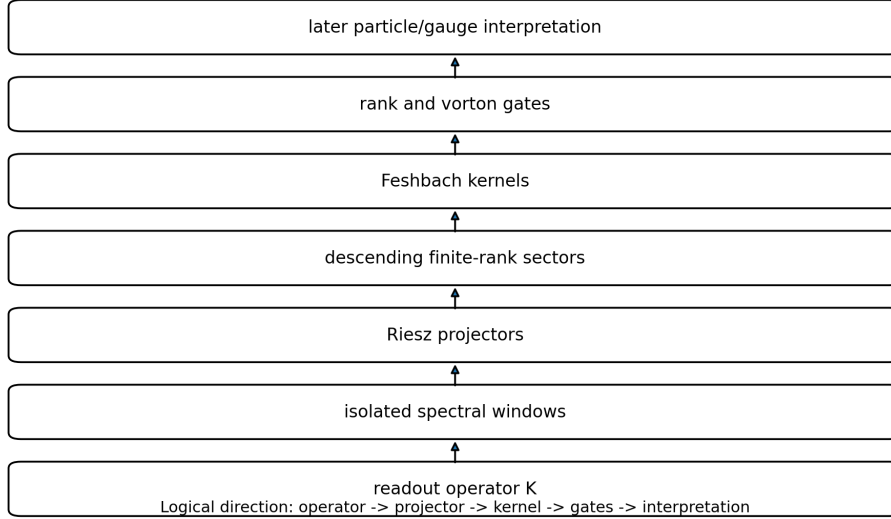 later particle/gauge interpretation
rank and vorton gates
Feshbach kernels
descending finite-rank sectors
Riesz projectors
isolated spectral windows
readout operator K
Logical direction: operator -> projector -> kernel -> gates -> interpretation